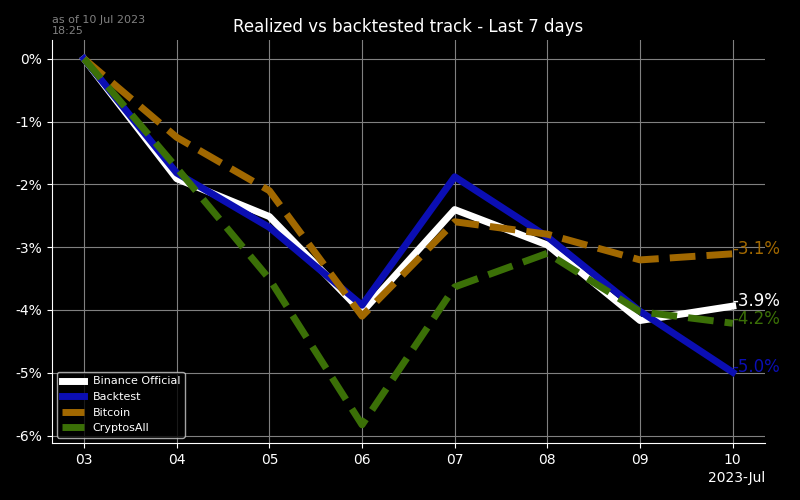 as of 10 Jul 2023
18:25
Realized vs backtested track - Last 7 days
0%
-1%
-2%
-3%
-4%
-5%
-6%
-3.1%
-3.9%
-4.2%
-5.0%
Binance Official
Backtest
Bitcoin
CryptosAll
03 04 05 06 07 08 09 10
2023-Jul